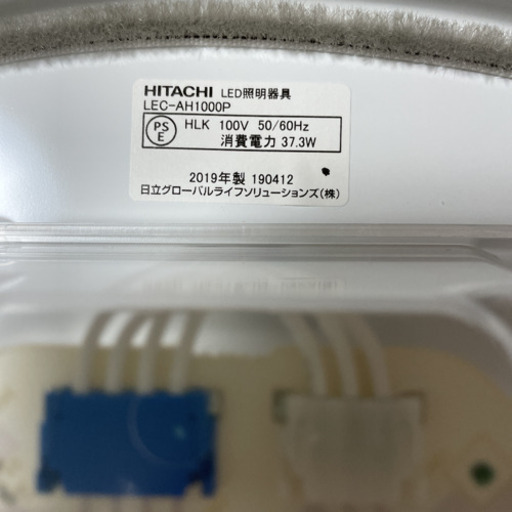 HITACHI LED照明器具
LEC-AH1000P
PS E HLK 100V 50/60Hz
消費電力 37.3W
2019年製 190412
日立グローバルライフソリューションズ(株)